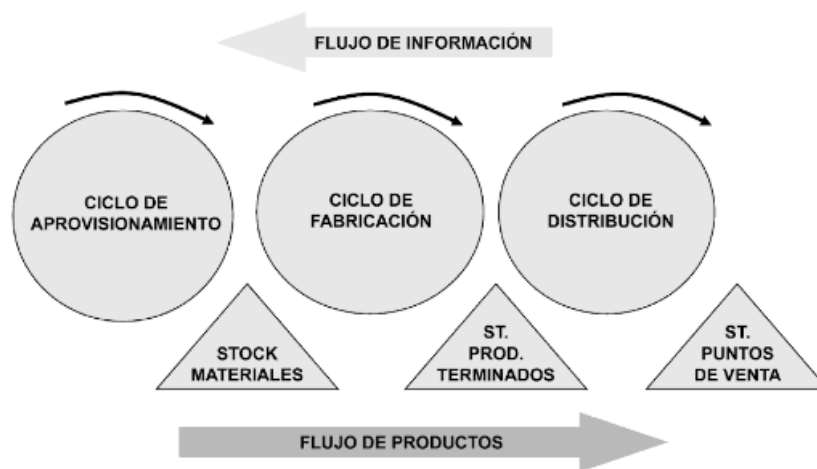 FLUJO DE INFORMACIÓN
CICLO DE
APROVISIONAMIENTO
CICLO DE
FABRICACIÓN
CICLO DE
DISTRIBUCIÓN
STOCK
MATERIALES
ST.
PROD.
TERMINADOS
ST.
PUNTOS
DE VENTA
FLUJO DE PRODUCTOS